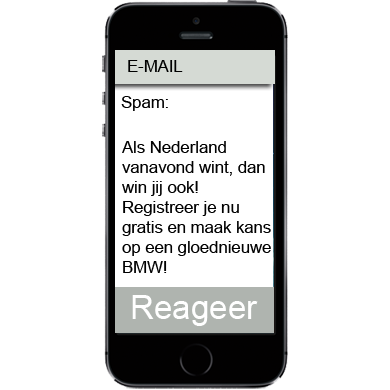 E-MAIL
Spam:
Als Nederland
vanavond wint, dan
win jij ook!
Registreer je nu
gratis en maak kans
op een gloednieuwe
BMW!
Reageer